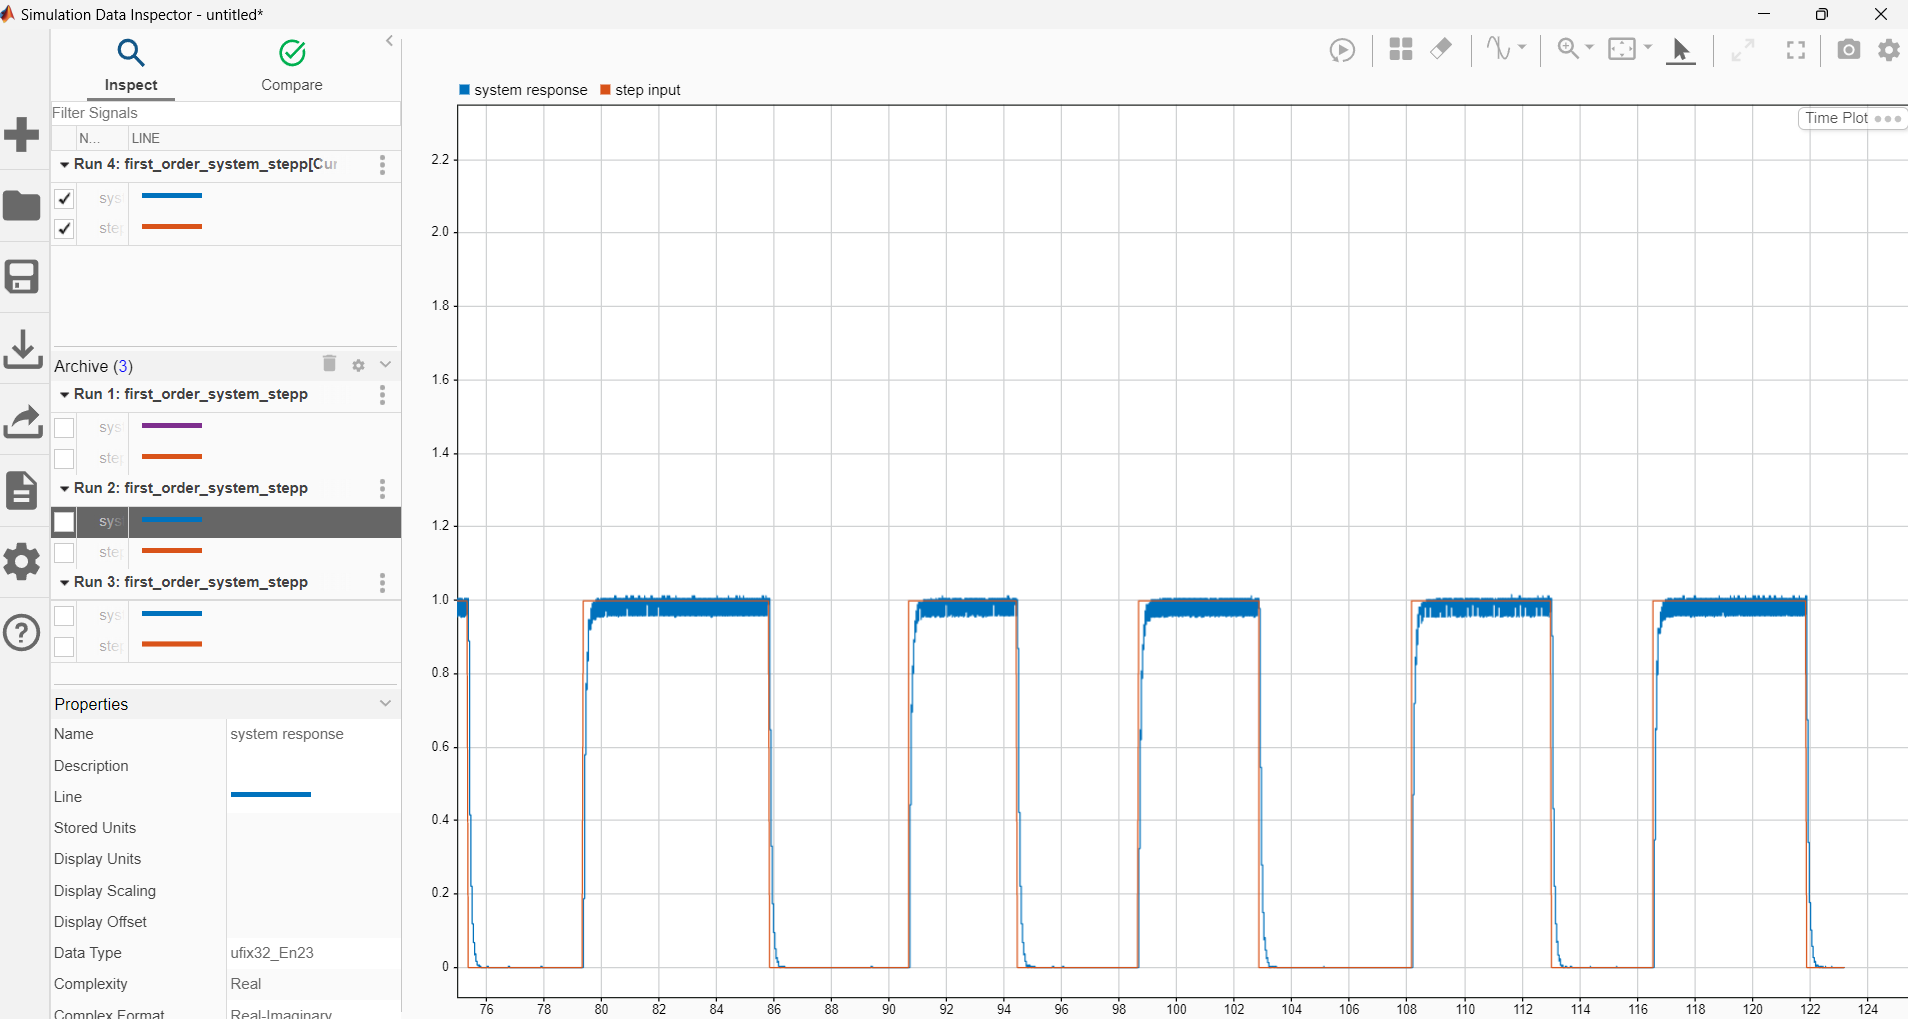 Simulation Data Inspector - untitled*
Inspect
Compare
Filter Signals
N... LINE
Run 4: first_order_system_stepp[Cur
sys
step
Archive (3)
Run 1: first_order_system_stepp
sys
step
Run 2: first_order_system_stepp
sys
step
Run 3: first_order_system_stepp
sys
step
Properties
Name system response
Description
Line
Stored Units
Display Units
Display Scaling
Display Offset
Data Type ufix32_En23
Complexity Real
Complex Format Real-Imaginary
system response step input
Time Plot
2.2
2.0
1.8
1.6
1.4
1.2
1.0
0.8
0.6
0.4
0.2
0
76 78 80 82 84 86 88 90 92 94 96 98 100 102 104 106 108 110 112 114 116 118 120 122 124